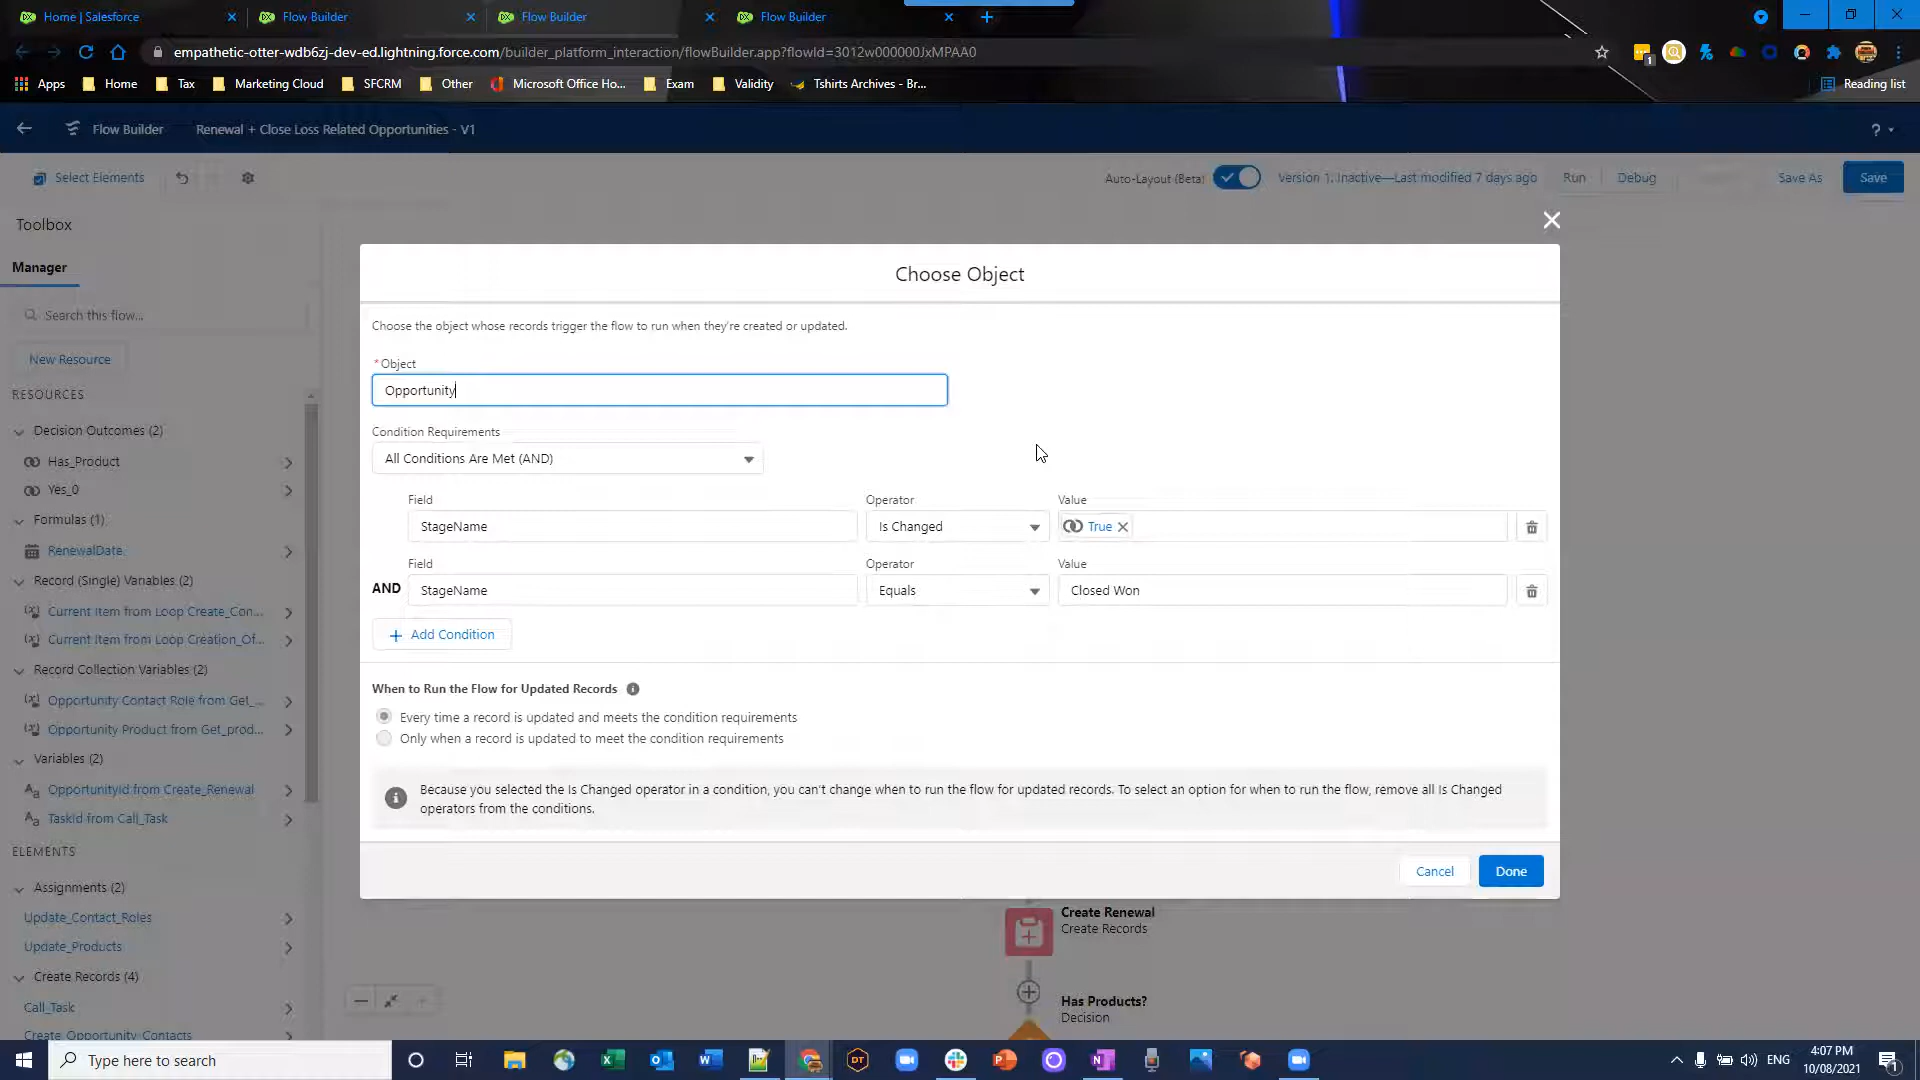 Home | Salesforce
Flow Builder
Flow Builder
Flow Builder
empathetic-otter-wdb6zj-dev-ed.lightning.force.com/builder_platform_interaction/flowBuilder.app?flowId=3012w000000JxMPAA0
Apps
Home
Tax
Marketing Cloud
SFCRM
Other
Microsoft Office Ho...
Exam
Validity
Tshirts Archives - Br...
Reading list
Flow Builder
Renewal + Close Loss Related Opportunities - V1
?
Select Elements
Auto-Layout (Beta)
Version 1: Inactive—Last modified 7 days ago
Run
Debug
Save As
Save
Toolbox
Manager
Search this flow...
New Resource
RESOURCES
Decision Outcomes (2)
Has_Product
Yes_0
Formulas (1)
RenewalDate
Record (Single) Variables (2)
Current Item from Loop Create_Con...
Current Item from Loop Creation_Of...
Record Collection Variables (2)
Opportunity Contact Role from Get_...
Opportunity Product from Get_prod...
Variables (2)
OpportunityId from Create_Renewal
TaskId from Call_Task
ELEMENTS
Assignments (2)
Update_Contact_Roles
Update_Products
Create Records (4)
Call_Task
Create_Opportunity_Contacts
Choose Object
Choose the object whose records trigger the flow to run when they're created or updated.
*Object
Opportunity
Condition Requirements
All Conditions Are Met (AND)
Field
Operator
Value
StageName
Is Changed
True
Field
Operator
Value
AND
StageName
Equals
Closed Won
Add Condition
When to Run the Flow for Updated Records
Every time a record is updated and meets the condition requirements
Only when a record is updated to meet the condition requirements
Because you selected the Is Changed operator in a condition, you can't change when to run the flow for updated records. To select an option for when to run the flow, remove all Is Changed
operators from the conditions.
Cancel
Done
Create Renewal
Create Records
Has Products?
Decision
Type here to search
ENG
4:07 PM
10/08/2021